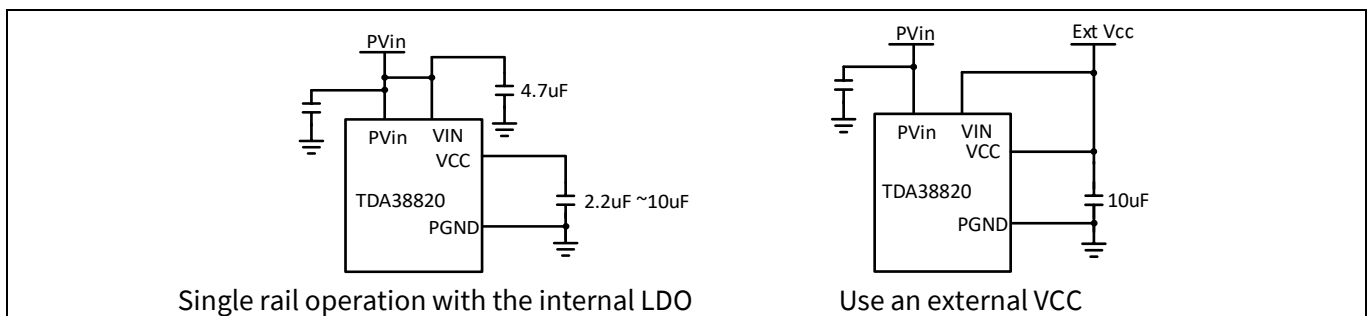 PVin
4.7uF
PVin
VIN
VCC
TDA38820
2.2uF ~10uF
PGND
Single rail operation with the internal LDO
PVin
Ext Vcc
PVin
VIN
VCC
TDA38820
10uF
PGND
Use an external VCC